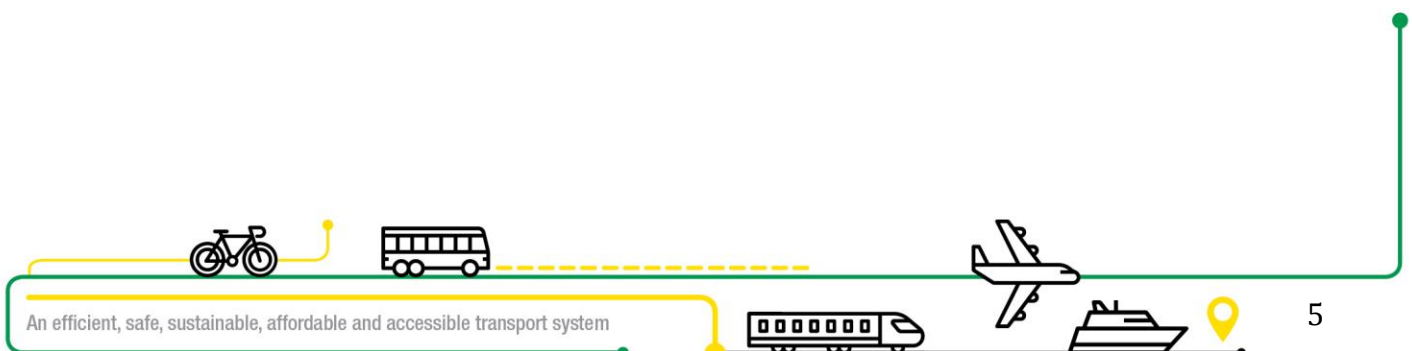 An efficient, safe, sustainable, affordable and accessible transport system
5